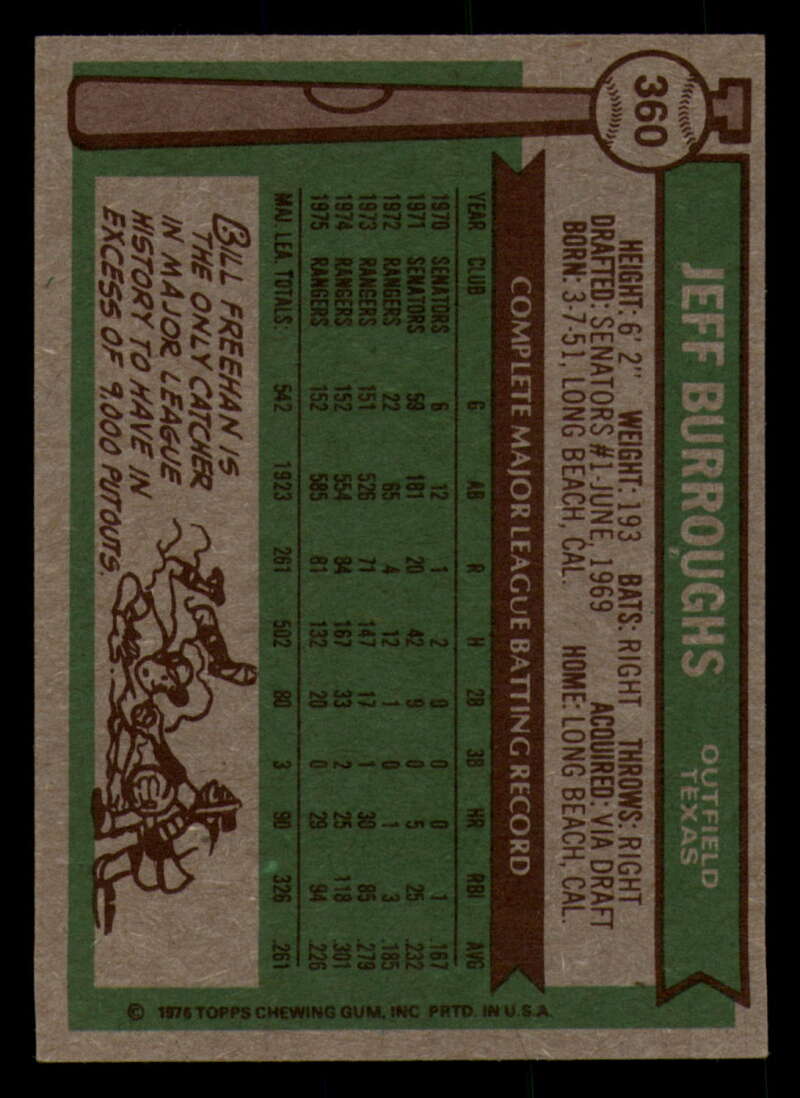 360
JEFF BURROUGHS
OUTFIELD
TEXAS
HEIGHT: 6' 2" WEIGHT: 193 BATS: RIGHT THROWS: RIGHT
DRAFTED: SENATORS #1-JUNE, 1969 ACQUIRED: VIA DRAFT
BORN: 3-7-51, LONG BEACH, CAL. HOME: LONG BEACH, CAL.
COMPLETE MAJOR LEAGUE BATTING RECORD
YEAR CLUB G AB R H 2B 3B HR RBI AVG
1970 SENATORS 6 12 1 2 0 0 0 1 .167
1971 SENATORS 59 181 20 42 9 0 5 25 .232
1972 RANGERS 22 65 4 12 1 0 1 3 .185
1973 RANGERS 151 526 71 147 17 1 30 85 .279
1974 RANGERS 152 554 84 167 33 2 25 118 .301
1975 RANGERS 152 585 81 132 20 0 29 94 .226
MAJ. LEA. TOTALS: 542 1923 261 502 80 3 90 326 .261
BILL FREEHAN IS
THE ONLY CATCHER
IN MAJOR LEAGUE
HISTORY TO HAVE IN
EXCESS OF 9,000 PUTOUTS.
© 1976 TOPPS CHEWING GUM, INC PRTD. IN U.S.A.